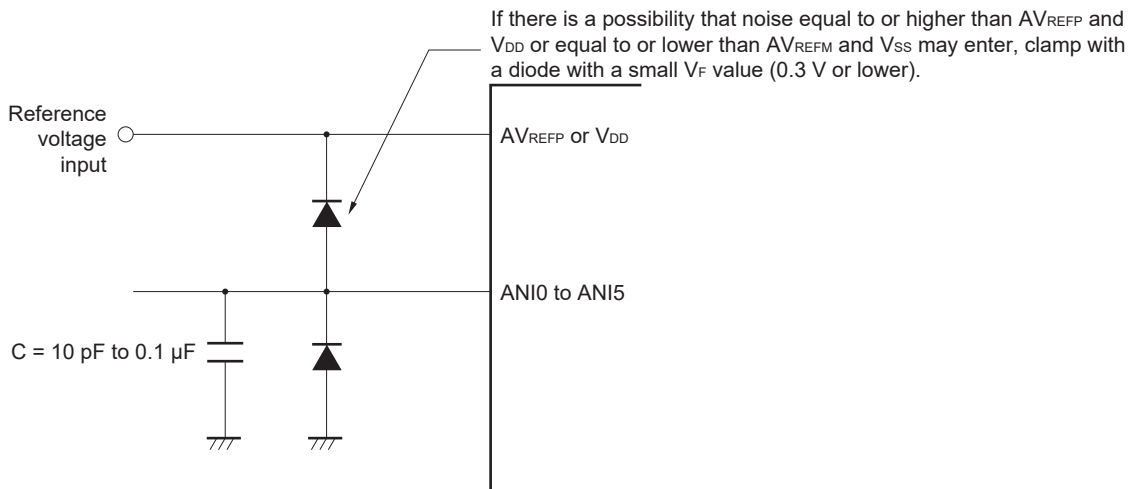 If there is a possibility that noise equal to or higher than AVREFP and
VDD or equal to or lower than AVREFM and VSS may enter, clamp with
a diode with a small VF value (0.3 V or lower).
Reference
voltage
input
AVREFP or VDD
ANI0 to ANI5
C = 10 pF to 0.1 µF